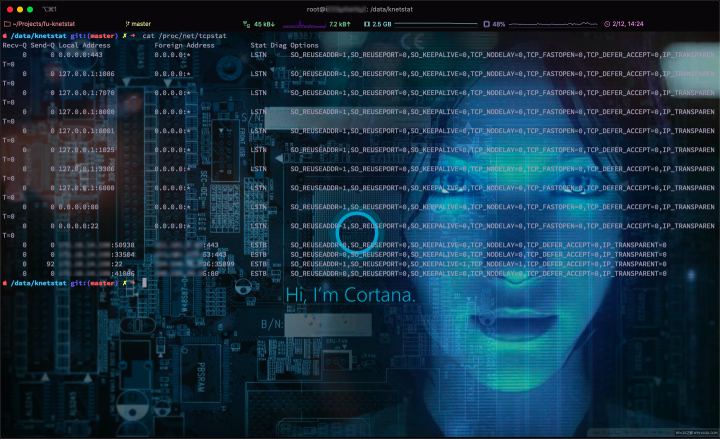 ⌥⌘1 root@i : /data/knetstat
~/Projects/fu-knetstat master 45 kB↓ 7.2 kB↑ 2.5 GB 48% 2/12, 14:24
/data/knetstat git:(master) ✗ → cat /proc/net/tcpstat
Recv-Q Send-Q Local Address Foreign Address Stat Diag Options
0 0 0.0.0.0:443 0.0.0.0:* LSTN SO_REUSEADDR=1,SO_REUSEPORT=0,SO_KEEPALIVE=0,TCP_NODELAY=0,TCP_FASTOPEN=0,TCP_DEFER_ACCEPT=0,IP_TRANSPAREN
T=0
0 0 127.0.0.1:1086 0.0.0.0:* LSTN SO_REUSEADDR=1,SO_REUSEPORT=0,SO_KEEPALIVE=0,TCP_NODELAY=0,TCP_FASTOPEN=0,TCP_DEFER_ACCEPT=0,IP_TRANSPAREN
T=0
0 0 127.0.0.1:7070 0.0.0.0:* LSTN SO_REUSEADDR=1,SO_REUSEPORT=0,SO_KEEPALIVE=0,TCP_NODELAY=0,TCP_FASTOPEN=0,TCP_DEFER_ACCEPT=0,IP_TRANSPAREN
T=0
0 0 127.0.0.1:8000 0.0.0.0:* LSTN SO_REUSEADDR=1,SO_REUSEPORT=0,SO_KEEPALIVE=0,TCP_NODELAY=0,TCP_FASTOPEN=0,TCP_DEFER_ACCEPT=0,IP_TRANSPAREN
T=0
0 0 127.0.0.1:8001 0.0.0.0:* LSTN SO_REUSEADDR=1,SO_REUSEPORT=0,SO_KEEPALIVE=0,TCP_NODELAY=0,TCP_FASTOPEN=0,TCP_DEFER_ACCEPT=0,IP_TRANSPAREN
T=0
0 0 127.0.0.1:1025 0.0.0.0:* LSTN SO_REUSEADDR=1,SO_REUSEPORT=0,SO_KEEPALIVE=0,TCP_NODELAY=0,TCP_FASTOPEN=0,TCP_DEFER_ACCEPT=0,IP_TRANSPAREN
T=0
0 0 127.0.0.1:3306 0.0.0.0:* LSTN SO_REUSEADDR=1,SO_REUSEPORT=0,SO_KEEPALIVE=0,TCP_NODELAY=0,TCP_FASTOPEN=0,TCP_DEFER_ACCEPT=0,IP_TRANSPAREN
T=0
0 0 127.0.0.1:6000 0.0.0.0:* LSTN SO_REUSEADDR=1,SO_REUSEPORT=0,SO_KEEPALIVE=0,TCP_NODELAY=0,TCP_FASTOPEN=0,TCP_DEFER_ACCEPT=0,IP_TRANSPAREN
T=0
0 0 0.0.0.0:80 0.0.0.0:* LSTN SO_REUSEADDR=1,SO_REUSEPORT=0,SO_KEEPALIVE=0,TCP_NODELAY=0,TCP_FASTOPEN=0,TCP_DEFER_ACCEPT=0,IP_TRANSPAREN
T=0
0 0 0.0.0.0:22 0.0.0.0:* LSTN SO_REUSEADDR=1,SO_REUSEPORT=0,SO_KEEPALIVE=0,TCP_NODELAY=0,TCP_FASTOPEN=0,TCP_DEFER_ACCEPT=0,IP_TRANSPAREN
T=0
0 0 :50938 :443 ESTB SO_REUSEADDR=0,SO_REUSEPORT=0,SO_KEEPALIVE=0,TCP_NODELAY=0,TCP_DEFER_ACCEPT=0,IP_TRANSPARENT=0
0 0 :33504 :443 ESTB SO_REUSEPORT=0,SO_KEEPALIVE=0,TCP_NODELAY=1,TCP_DEFER_ACCEPT=0,IP_TRANSPARENT=0
0 92 :22 :35899 ESTB SO_REUSEADDR=1,SO_REUSEPORT=0,SO_KEEPALIVE=1,TCP_NODELAY=1,TCP_DEFER_ACCEPT=0,IP_TRANSPARENT=0
0 0 :41806 :80 ESTB SO_REUSEADDR=0,SO_REUSEPORT=0,SO_KEEPALIVE=0,TCP_NODELAY=0,TCP_DEFER_ACCEPT=0,IP_TRANSPARENT=0
/data/knetstat git:(master) ✗ →
Hi, I'm Cortana.
B/N:
PBSRAM